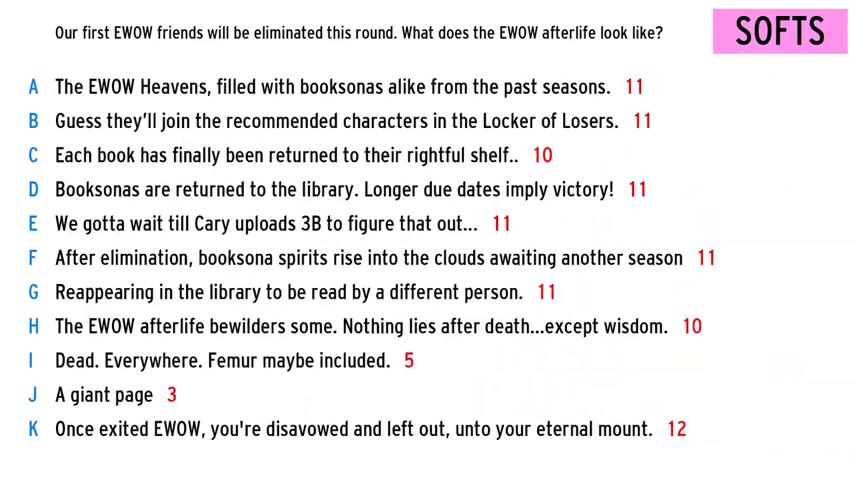 Our first EWOW friends will be eliminated this round. What does the EWOW afterlife look like?
SOFTS
A The EWOW Heavens, filled with booksonas alike from the past seasons. 11
B Guess they'll join the recommended characters in the Locker of Losers. 11
C Each book has finally been returned to their rightful shelf.. 10
D Booksonas are returned to the library. Longer due dates imply victory! 11
E We gotta wait till Cary uploads 3B to figure that out... 11
F After elimination, booksona spirits rise into the clouds awaiting another season 11
G Reappearing in the library to be read by a different person. 11
H The EWOW afterlife bewilders some. Nothing lies after death...except wisdom. 10
I Dead. Everywhere. Femur maybe included. 5
J A giant page 3
K Once exited EWOW, you're disavowed and left out, unto your eternal mount. 12